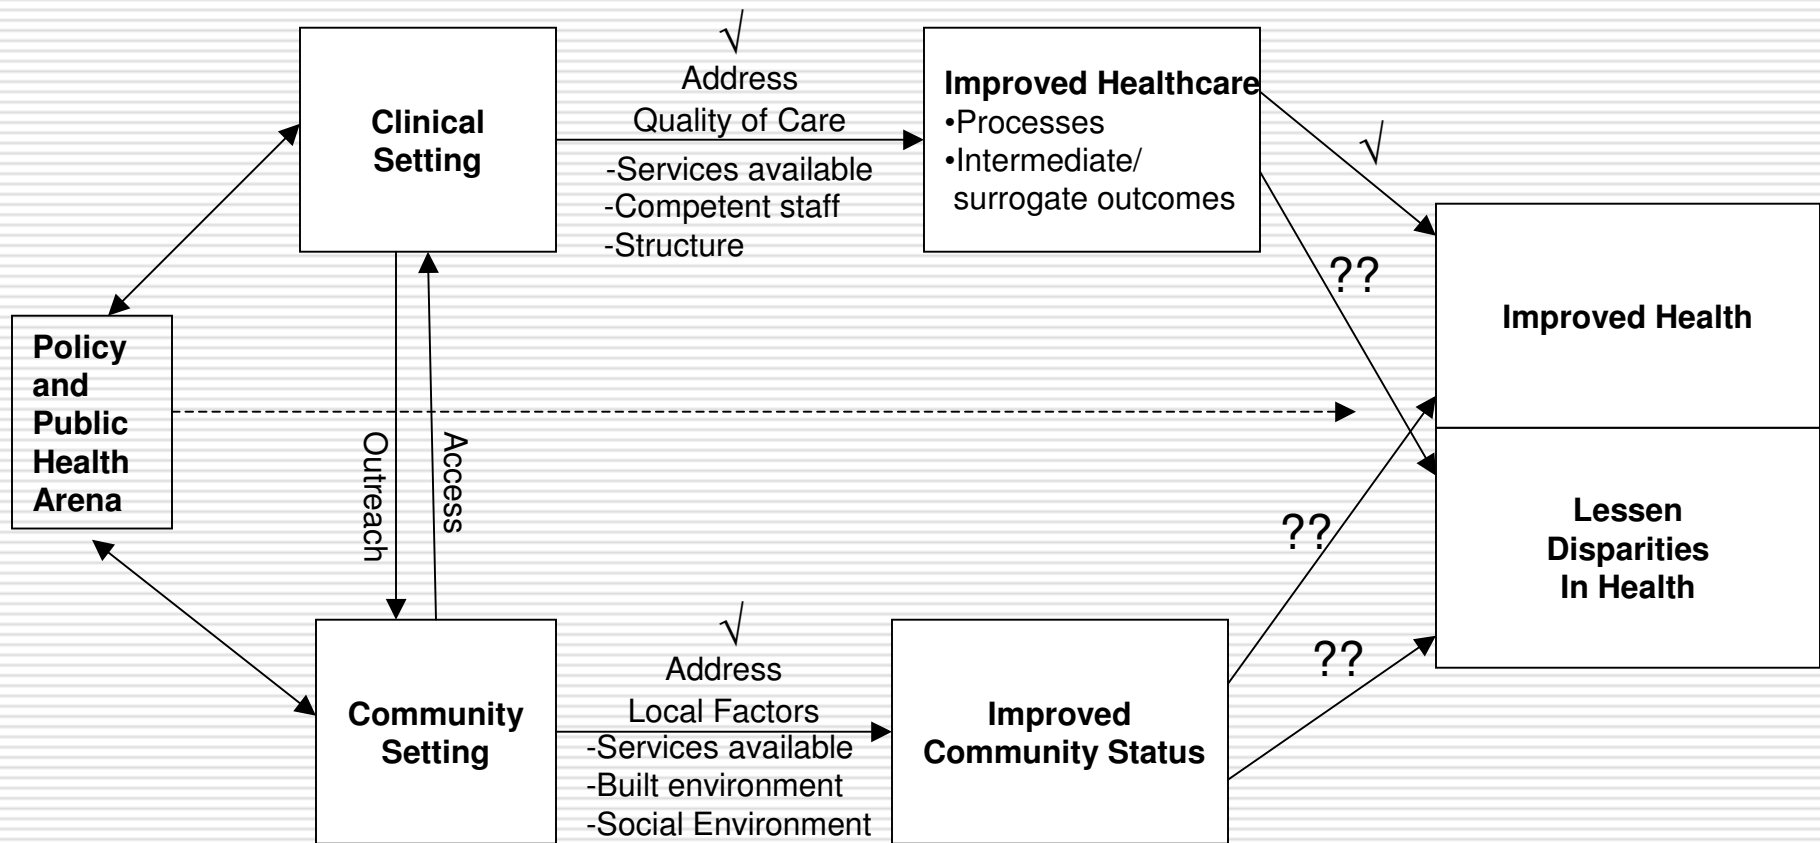 Clinical
Setting
√
Address
Quality of Care
-Services available
-Competent staff
-Structure
Improved Healthcare
•Processes
•Intermediate/
surrogate outcomes
√
??
Improved Health
Policy
and
Public
Health
Arena
Outreach
Access
??
Lessen
Disparities
In Health
??
Community
Setting
√
Address
Local Factors
-Services available
-Built environment
-Social Environment
Improved
Community Status